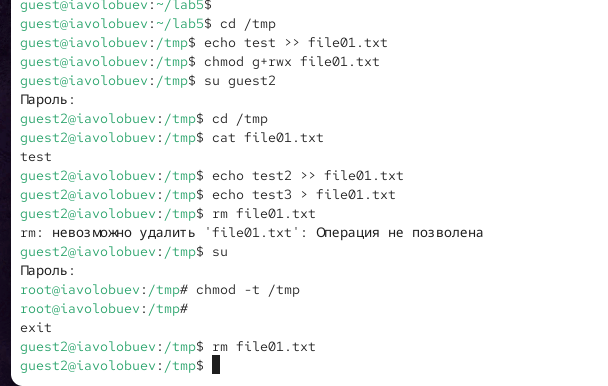 guest@iavolobuev:~/lab5$
guest@iavolobuev:~/lab5$ cd /tmp
guest@iavolobuev:/tmp$ echo test >> file01.txt
guest@iavolobuev:/tmp$ chmod g+rwx file01.txt
guest@iavolobuev:/tmp$ su guest2
Пароль:
guest2@iavolobuev:/tmp$ cd /tmp
guest2@iavolobuev:/tmp$ cat file01.txt
test
guest2@iavolobuev:/tmp$ echo test2 >> file01.txt
guest2@iavolobuev:/tmp$ echo test3 > file01.txt
guest2@iavolobuev:/tmp$ rm file01.txt
rm: невозможно удалить 'file01.txt': Операция не позволена
guest2@iavolobuev:/tmp$ su
Пароль:
root@iavolobuev:/tmp# chmod -t /tmp
root@iavolobuev:/tmp#
exit
guest2@iavolobuev:/tmp$ rm file01.txt
guest2@iavolobuev:/tmp$